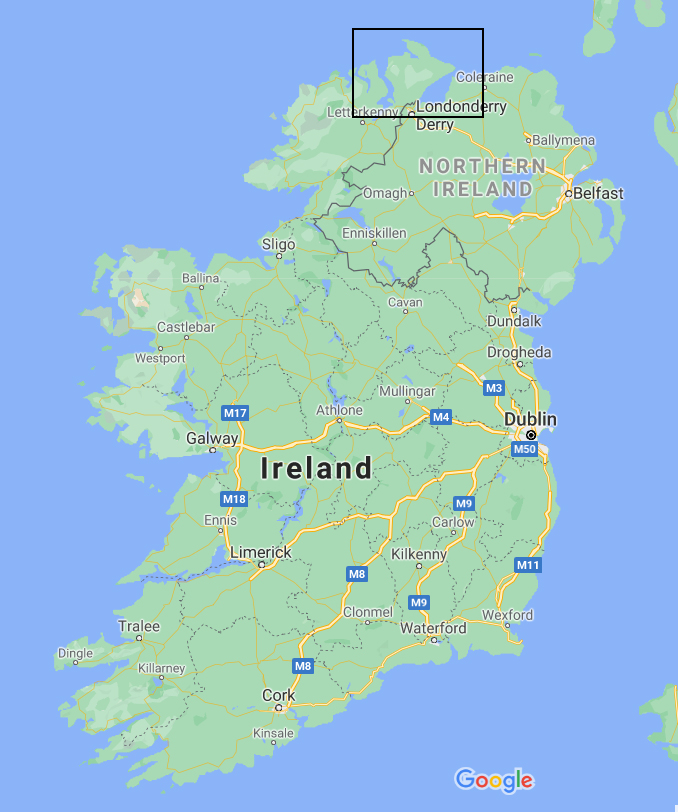 Coleraine
Letterkenny
Londonderry
Derry
Ballymena
NORTHERN
IRELAND
Omagh
Belfast
Enniskillen
Sligo
Ballina
Cavan
Dundalk
Castlebar
Westport
Drogheda
M3
Mullingar
Athlone
M17
M4
Dublin
Galway
M50
Ireland
M18
M9
Ennis
Carlow
Limerick
Kilkenny
M11
M8
M9
Clonmel
Wexford
Tralee
Waterford
Dingle
Killarney
M8
Cork
Kinsale
Google